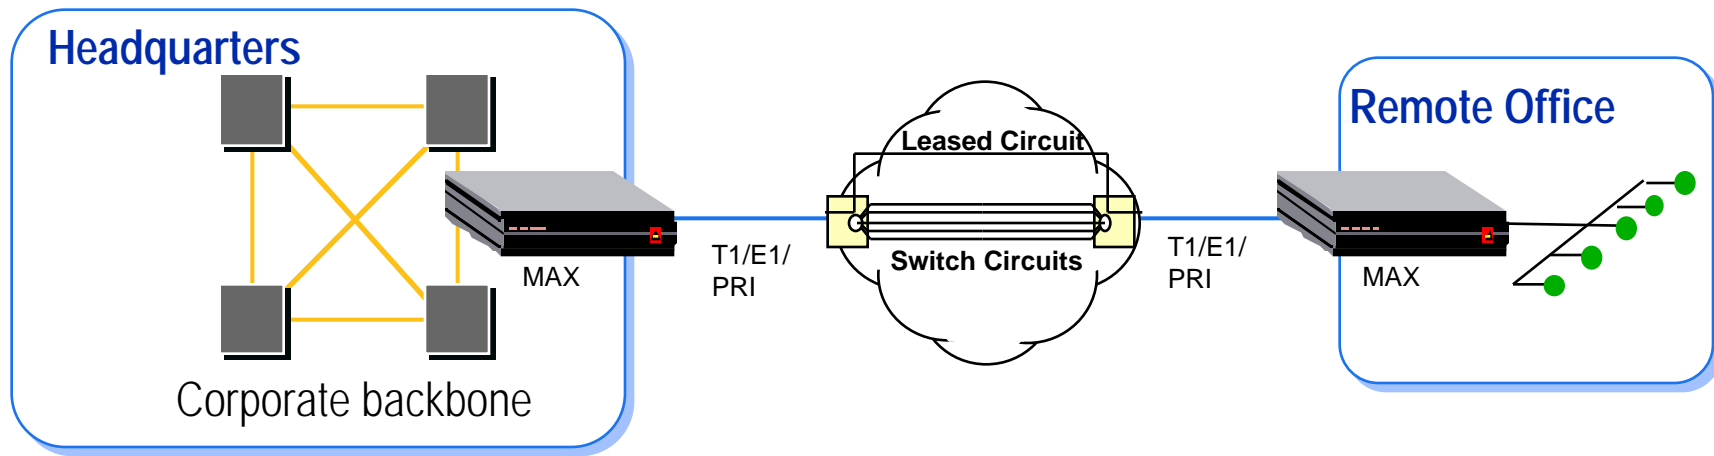 Headquarters
Corporate backbone
MAX
T1/E1/
PRI
Leased Circuit
Switch Circuits
T1/E1/
PRI
Remote Office
MAX